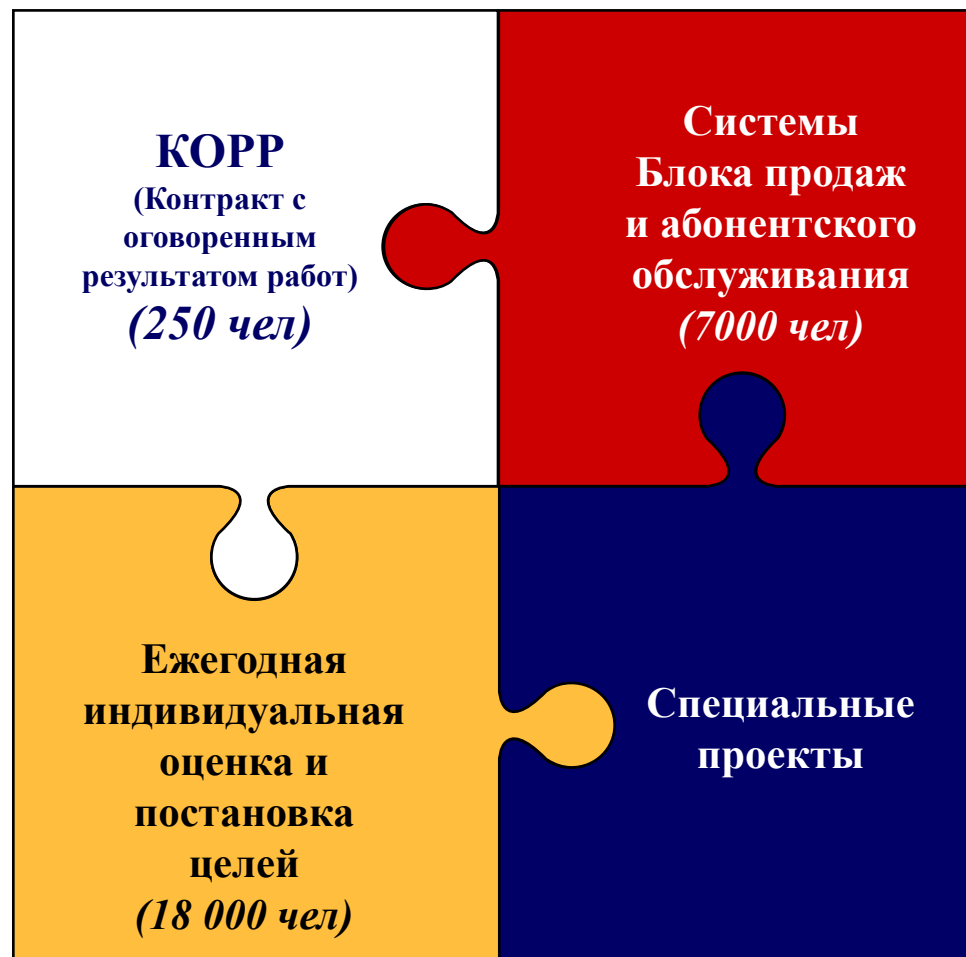 КОРР
(Контракт с
оговоренным
результатом работ)
(250 чел)
Системы
Блока продаж
и абонентского
обслуживания
(7000 чел)
Ежегодная
индивидуальная
оценка и
постановка
целей
(18 000 чел)
Специальные
проекты